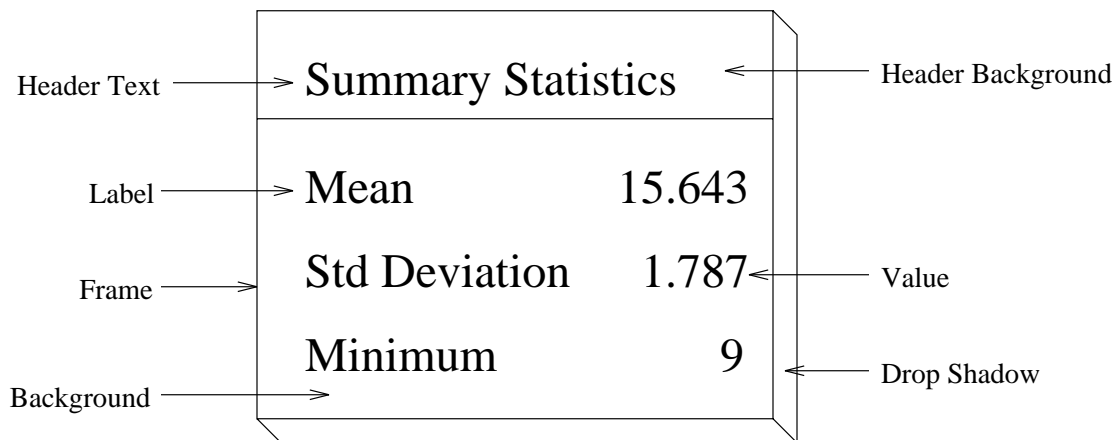 Header Text
Summary Statistics
Header Background
Label
Mean 15.643
Std Deviation 1.787
Frame
Value
Minimum 9
Drop Shadow
Background